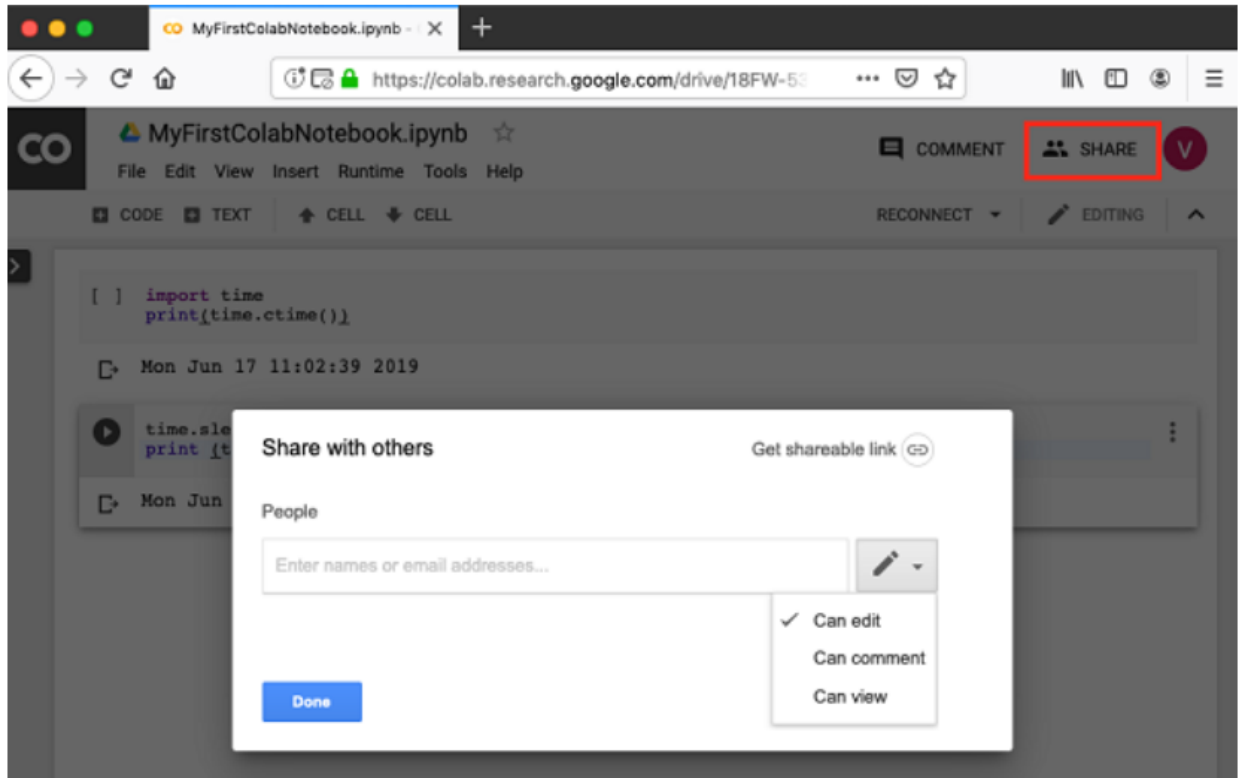 MyFirstColabNotebook.ipynb -
https://colab.research.google.com/drive/18FW-53
CO MyFirstColabNotebook.ipynb COMMENT SHARE V
File Edit View Insert Runtime Tools Help
CODE TEXT CELL CELL RECONNECT EDITING
[ ] import time
print(time.ctime())
Mon Jun 17 11:02:39 2019
time.sle
print (t
Mon Jun
Share with others Get shareable link
People
Enter names or email addresses...
Can edit
Can comment
Can view
Done